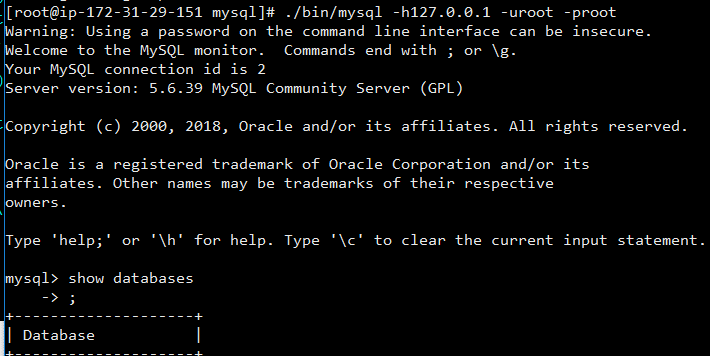 [root@ip-172-31-29-151 mysql]# ./bin/mysql -h127.0.0.1 -uroot -proot
Warning: Using a password on the command line interface can be insecure.
Welcome to the MySQL monitor.  Commands end with ; or \g.
Your MySQL connection id is 2
Server version: 5.6.39 MySQL Community Server (GPL)
Copyright (c) 2000, 2018, Oracle and/or its affiliates. All rights reserved.
Oracle is a registered trademark of Oracle Corporation and/or its
affiliates. Other names may be trademarks of their respective
owners.
Type 'help;' or '\h' for help. Type '\c' to clear the current input statement.
mysql> show databases
    -> ;
+--------------------+
| Database           |
+--------------------+